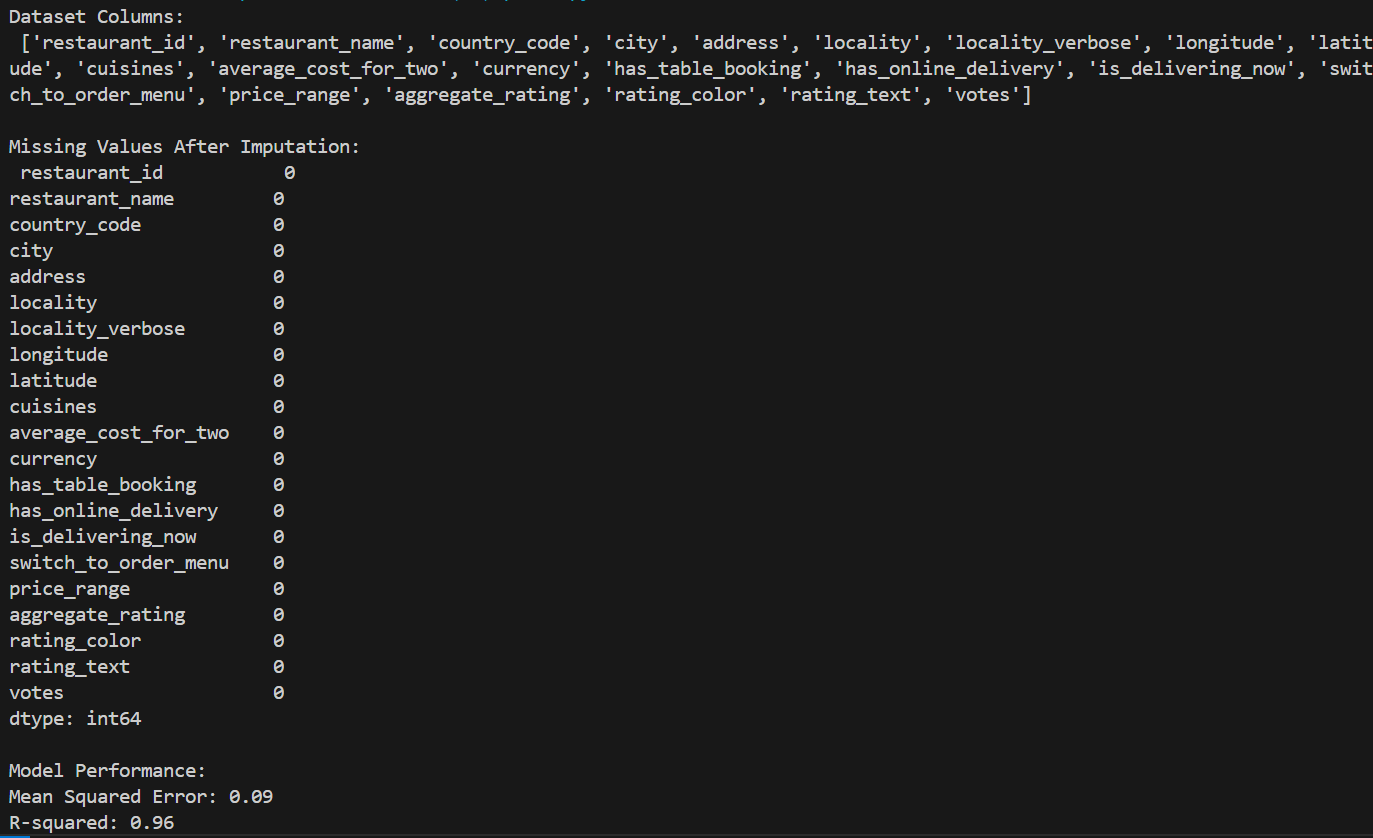 Dataset Columns:
 ['restaurant_id', 'restaurant_name', 'country_code', 'city', 'address', 'locality', 'locality_verbose', 'longitude', 'latit
ude', 'cuisines', 'average_cost_for_two', 'currency', 'has_table_booking', 'has_online_delivery', 'is_delivering_now', 'swit
ch_to_order_menu', 'price_range', 'aggregate_rating', 'rating_color', 'rating_text', 'votes']

Missing Values After Imputation:
 restaurant_id           0
restaurant_name         0
country_code            0
city                    0
address                 0
locality                0
locality_verbose        0
longitude               0
latitude                0
cuisines                0
average_cost_for_two    0
currency                0
has_table_booking       0
has_online_delivery     0
is_delivering_now       0
switch_to_order_menu    0
price_range             0
aggregate_rating        0
rating_color            0
rating_text             0
votes                   0
dtype: int64

Model Performance:
Mean Squared Error: 0.09
R-squared: 0.96